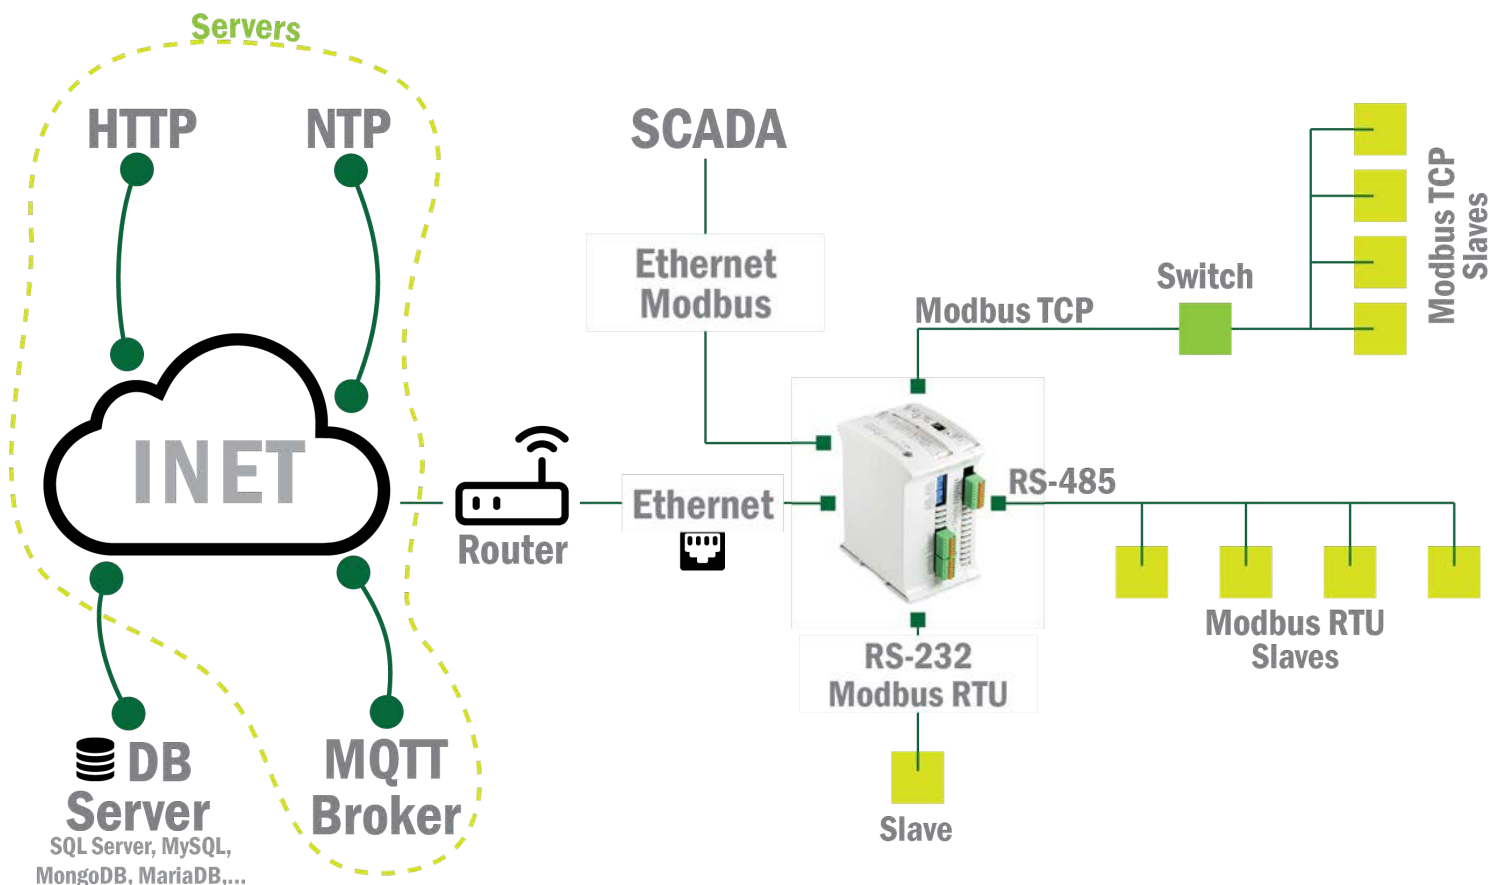 Servers
HTTP
NTP
SCADA
Ethernet
Modbus
Modbus TCP
Switch
Modbus TCP
Slaves
INET
Router
Ethernet
RS-485
Modbus RTU
Slaves
RS-232
Modbus RTU
Slave
DB
Server
SQL Server, MySQL,
MongoDB, MariaDB,...
MQTT
Broker